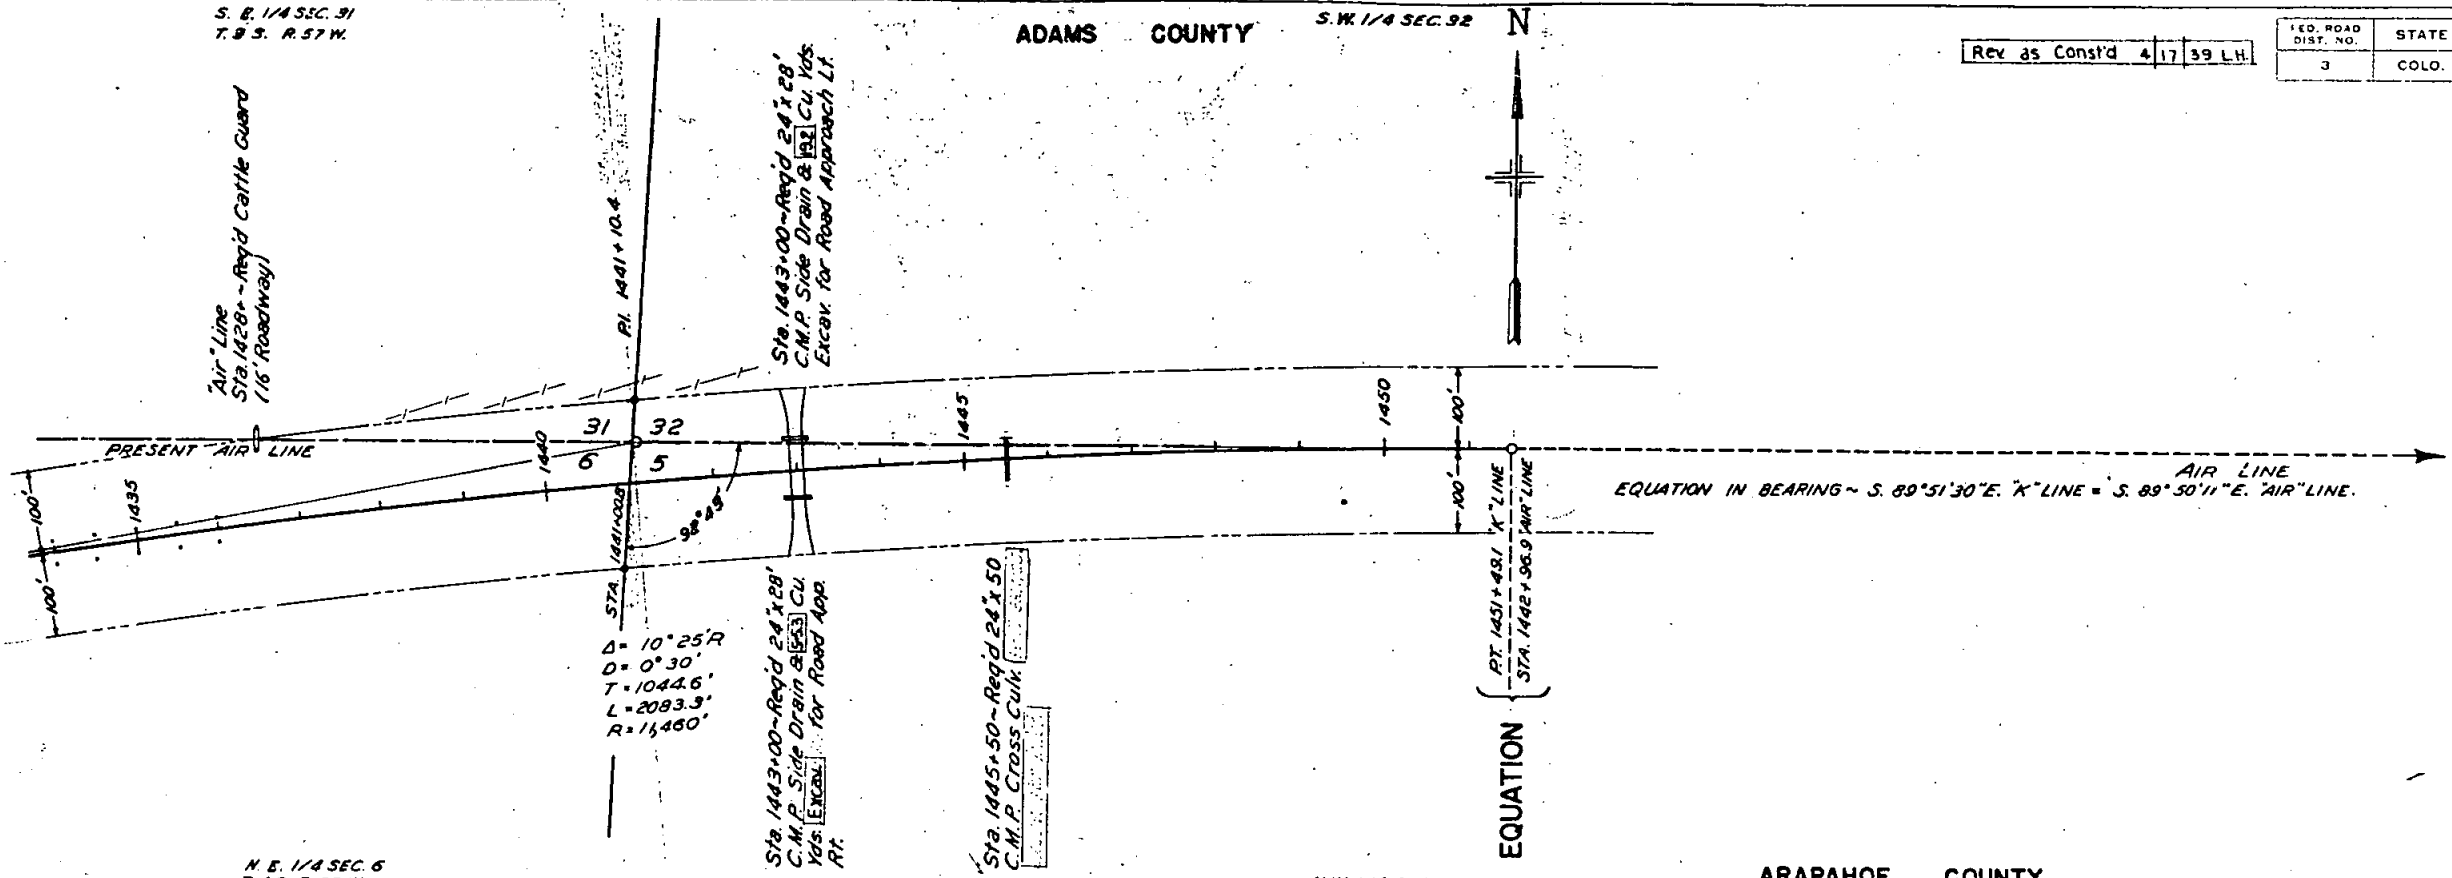 S. E. 1/4 SEC. 31
T. 3 S. R. 57 W.
ADAMS COUNTY
S.W. 1/4 SEC. 32
N
Rev. as Const'd 4 17 39 L.H.
FED. ROAD DIST. NO.
STATE
3
COLO.
"Air" Line
Sta. 1428+ ~ Req'd Cattle Guard
(16' Roadway)
P.I. 1441+10.4
Sta. 1443+00~Req'd 24"x28'
C.M.P. Side Drain & 192 Cu. Yds.
Excav. for Road Approach Lt.
PRESENT "AIR" LINE
31
32
6
5
1435
1440
1445
1450
100'
100'
100'
100'
STA. 1441+00.8
Δ= 10°25'R
D= 0°30'
T=1044.6'
L=2083.3'
R=11,460'
Sta. 1443+00~Req'd 24"x28'
C.M.P. Side Drain & 553 Cu.
Yds. Excav. for Road App.
Rt.
Sta. 1445+50~Req'd 24"x50'
C.M.P. Cross Culv.
P.T. 1451+49.1 "K" LINE
STA. 1442+96.9 "AIR" LINE
EQUATION
AIR LINE
EQUATION IN BEARING ~ S. 89°51'30"E. "K" LINE = S. 89°50'11"E. "AIR" LINE.
N. E. 1/4 SEC. 6
ARAPAHOE COUNTY